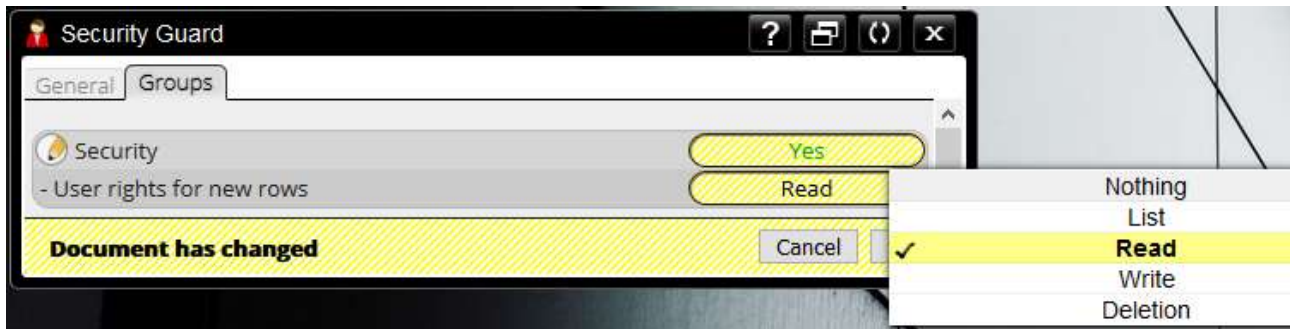 Security Guard
General Groups
Security Yes
- User rights for new rows Read
Document has changed Cancel
Nothing
List
✓ Read
Write
Deletion